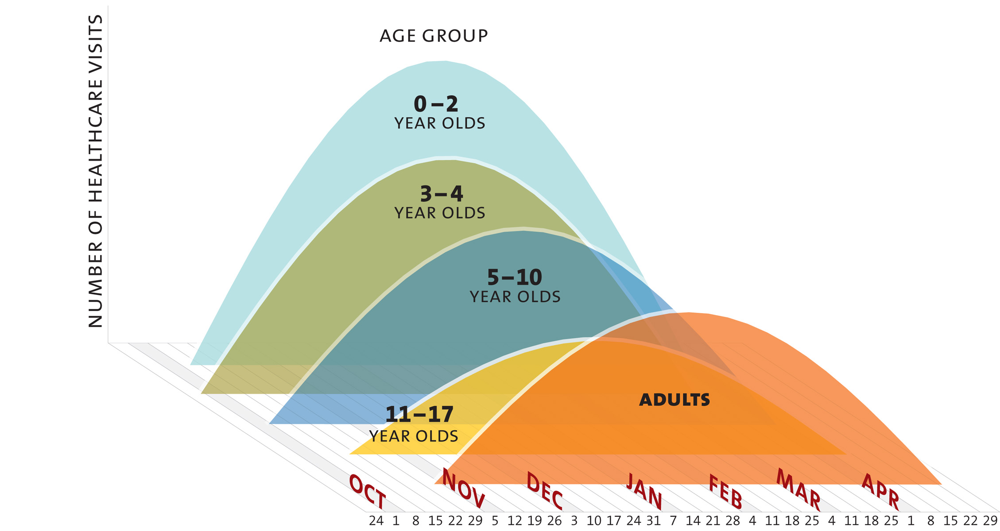 NUMBER OF HEALTHCARE VISITS
AGE GROUP
0–2
YEAR OLDS
3–4
YEAR OLDS
5–10
YEAR OLDS
11–17
YEAR OLDS
ADULTS
OCT NOV DEC JAN FEB MAR APR
24 1 8 15 22 29 5 12 19 26 3 10 17 24 31 7 14 21 28 4 11 18 25 4 11 18 25 1 8 15 22 29